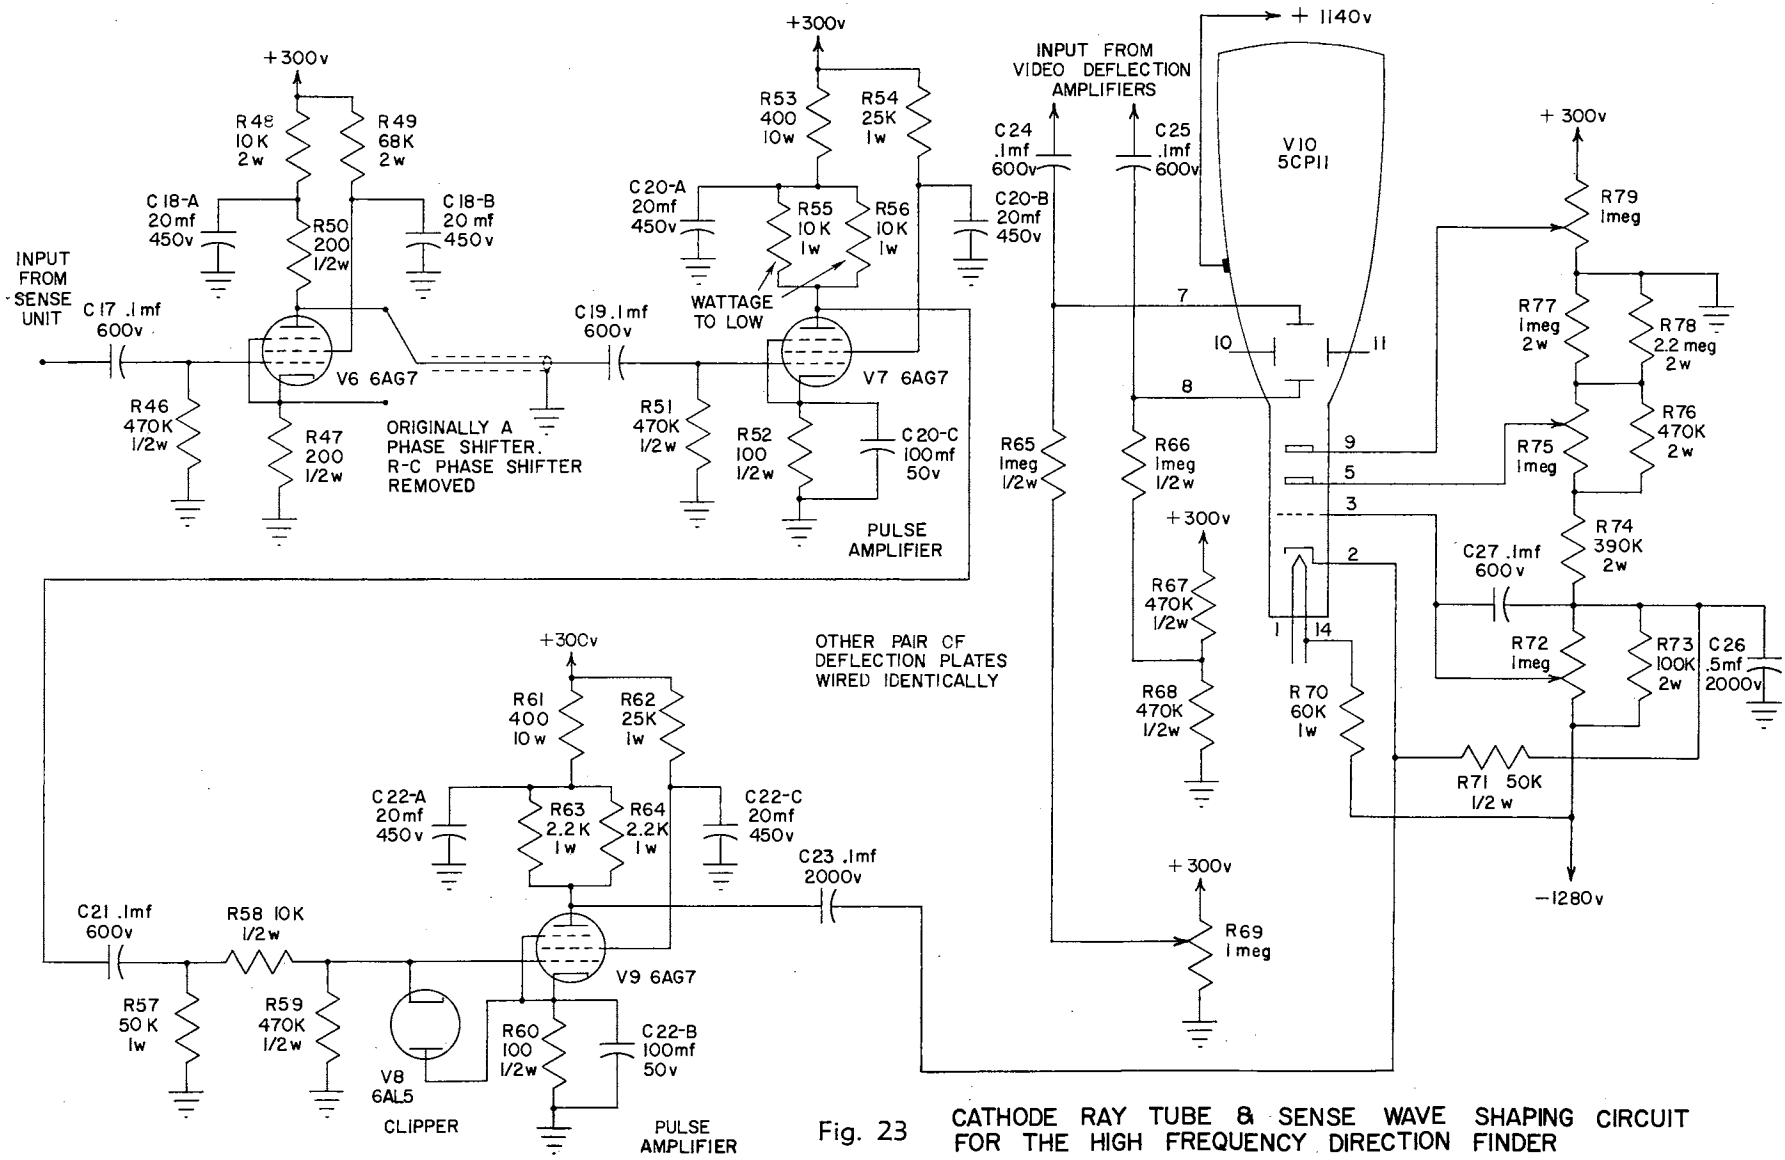 +300v
R48
10K
2w
R49
68K
2w
C18-A
20mf
450v
R50
200
1/2w
C18-B
20mf
450v
INPUT
FROM
SENSE
UNIT
C17 .1mf
600v
V6 6AG7
R46
470K
1/2w
R47
200
1/2w
ORIGINALLY A
PHASE SHIFTER.
R-C PHASE SHIFTER
REMOVED
+300v
R53
400
10w
R54
25K
1w
C20-A
20mf
450v
R55
10K
1w
R56
10K
1w
C20-B
20mf
450v
WATTAGE
TO LOW
C19 .1mf
600v
V7 6AG7
R51
470K
1/2w
R52
100
1/2w
C20-C
100mf
50v
PULSE
AMPLIFIER
INPUT FROM
VIDEO DEFLECTION
AMPLIFIERS
C24
.1mf
600v
C25
.1mf
600v
+ 1140v
V10
5CP11
7
10
11
8
9
5
3
2
1
14
R65
1meg
1/2w
R66
1meg
1/2w
+300v
R67
470K
1/2w
R68
470K
1/2w
+300v
R69
1meg
+300v
R79
1meg
R77
1meg
2w
R78
2.2 meg
2w
R75
1meg
R76
470K
2w
R74
390K
2w
C27 .1mf
600v
R72
1meg
R73
100K
2w
C26
.5mf
2000v
R70
60K
1w
R71 50K
1/2 w
-1280v
OTHER PAIR OF
DEFLECTION PLATES
WIRED IDENTICALLY
+300v
R61
400
10w
R62
25K
1w
C22-A
20mf
450v
R63
2.2K
1w
R64
2.2K
1w
C22-C
20mf
450v
C23 .1mf
2000v
C21 .1mf
600v
R58 10K
1/2w
V9 6AG7
R57
50K
1w
R59
470K
1/2w
V8
6AL5
CLIPPER
R60
100
1/2w
C22-B
100mf
50v
PULSE
AMPLIFIER
Fig. 23
CATHODE RAY TUBE & SENSE WAVE SHAPING CIRCUIT
FOR THE HIGH FREQUENCY DIRECTION FINDER